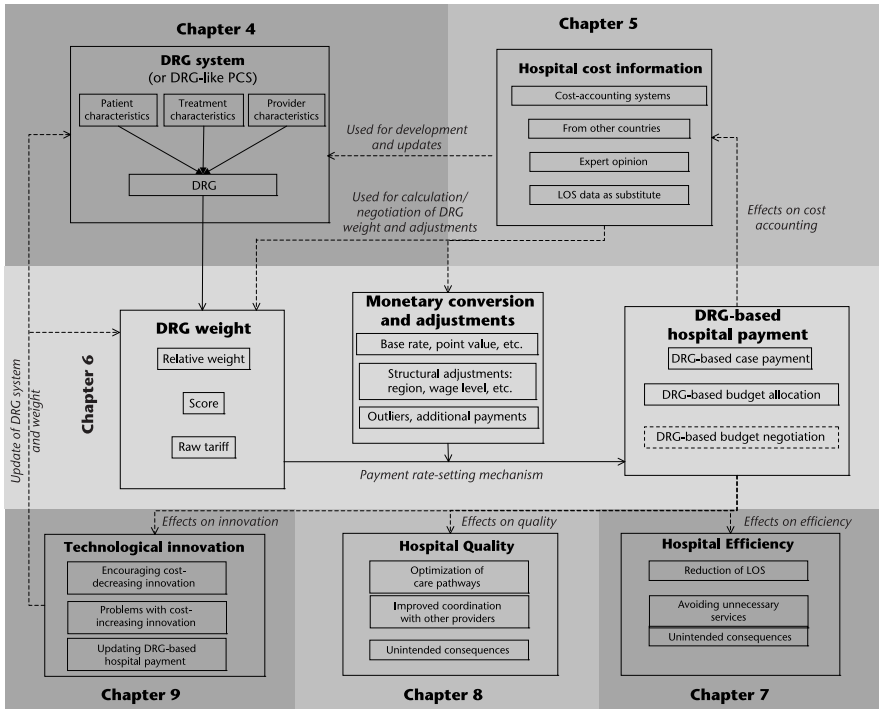 Chapter 4
Chapter 5
DRG system
(or DRG-like PCS)
Patient
characteristics
Treatment
characteristics
Provider
characteristics
DRG
Hospital cost information
Cost-accounting systems
From other countries
Expert opinion
LOS data as substitute
Used for development
and updates
Used for calculation/
negotiation of DRG
weight and adjustments
Effects on cost
accounting
Chapter 6
DRG weight
Relative weight
Score
Raw tariff
Monetary conversion
and adjustments
Base rate, point value, etc.
Structural adjustments:
region, wage level, etc.
Outliers, additional payments
DRG-based
hospital payment
DRG-based case payment
DRG-based budget allocation
DRG-based budget negotiation
Payment rate-setting mechanism
Update of DRG system
and weight
Effects on innovation
Effects on quality
Effects on efficiency
Technological innovation
Encouraging cost-
decreasing innovation
Problems with cost-
increasing innovation
Updating DRG-based
hospital payment
Hospital Quality
Optimization of
care pathways
Improved coordination
with other providers
Unintended consequences
Hospital Efficiency
Reduction of LOS
Avoiding unnecessary
services
Unintended consequences
Chapter 9
Chapter 8
Chapter 7